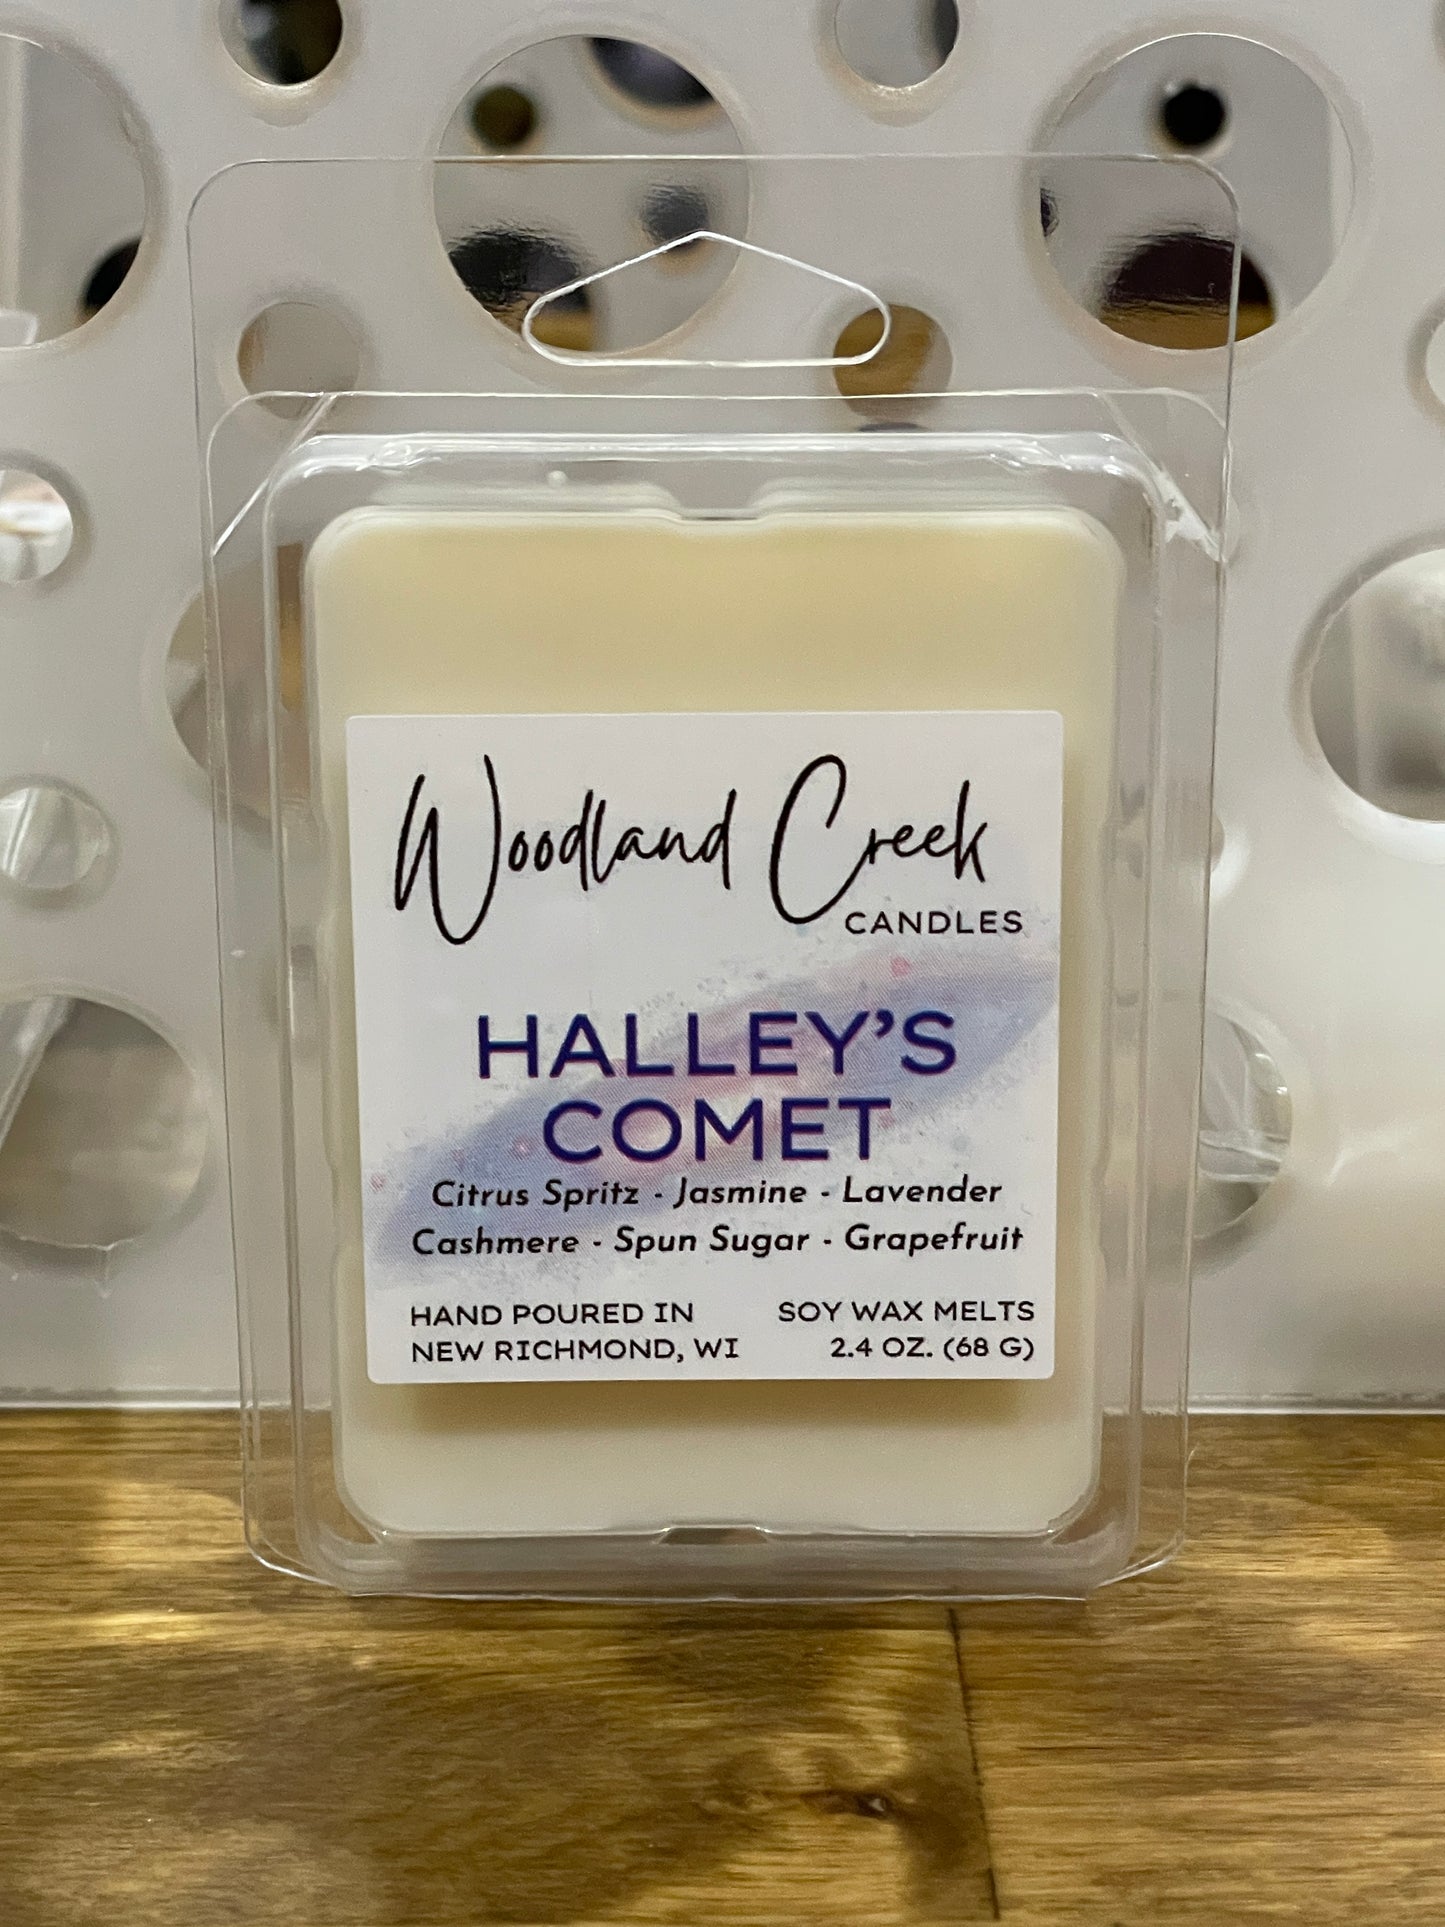 Woodland Creek
CANDLES
HALLEY'S
COMET
Citrus Spritz - Jasmine - Lavender
Cashmere - Spun Sugar - Grapefruit
HAND POURED IN
NEW RICHMOND, WI
SOY WAX MELTS
2.4 OZ. (68 G)